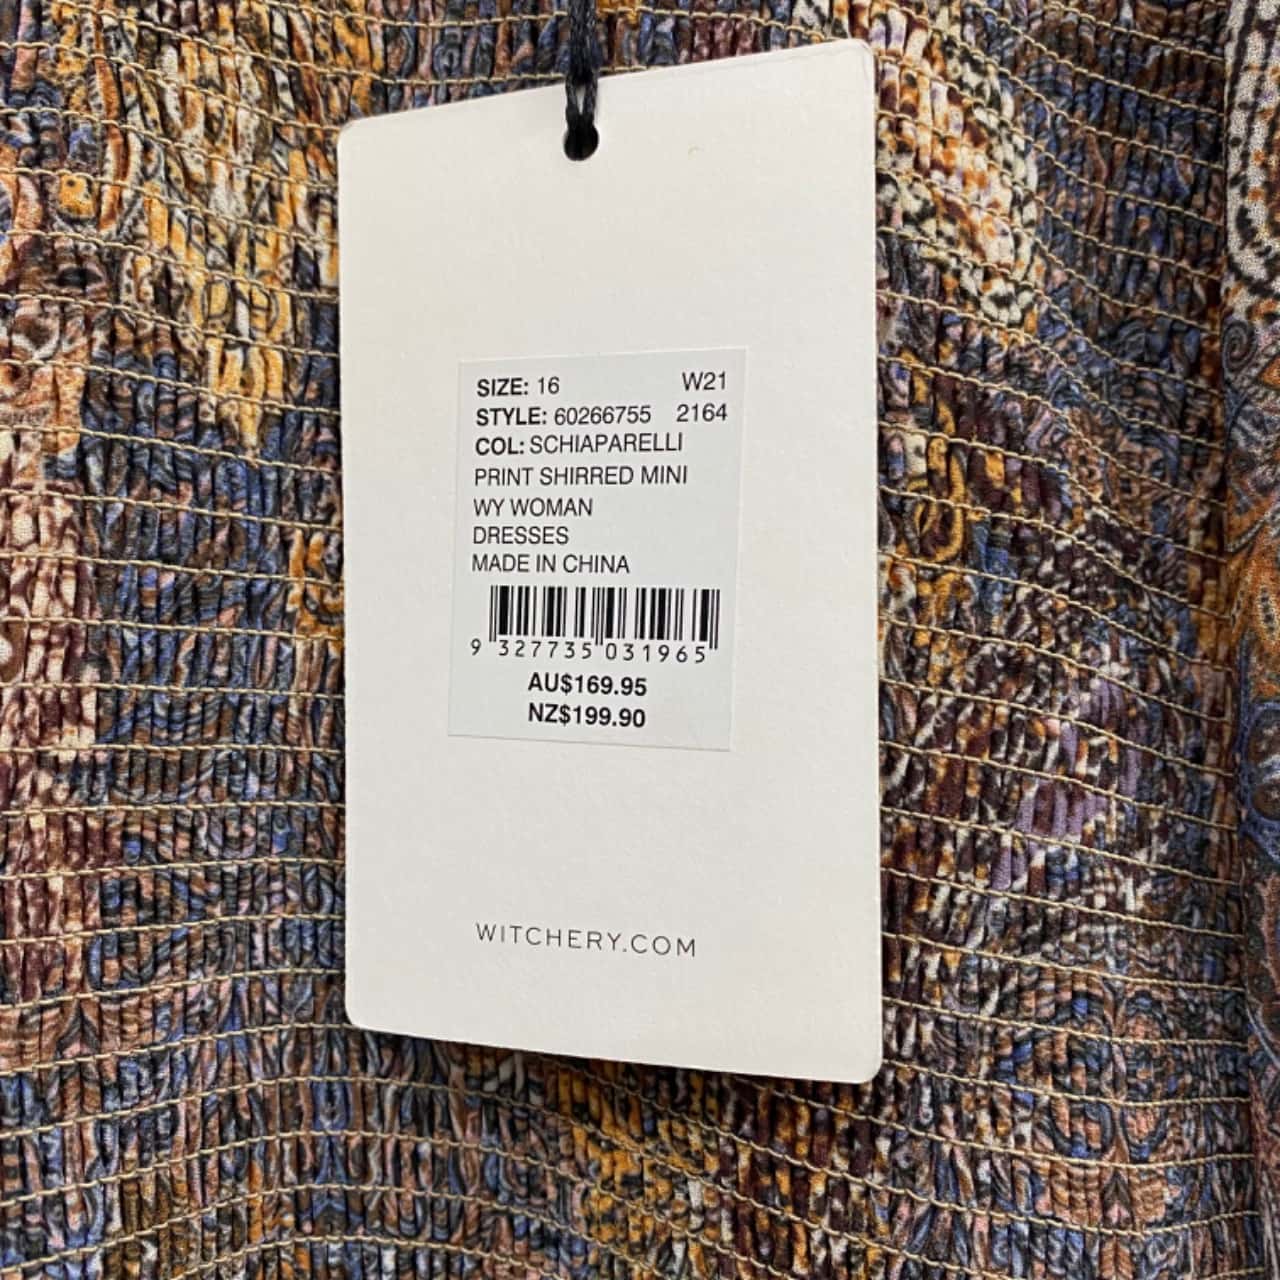 SIZE: 16 W21
STYLE: 60266755 2164
COL: SCHIAPARELLI
PRINT SHIRRED MINI
WY WOMAN
DRESSES
MADE IN CHINA
9 327735 031965
AU$169.95
NZ$199.90
WITCHERY.COM